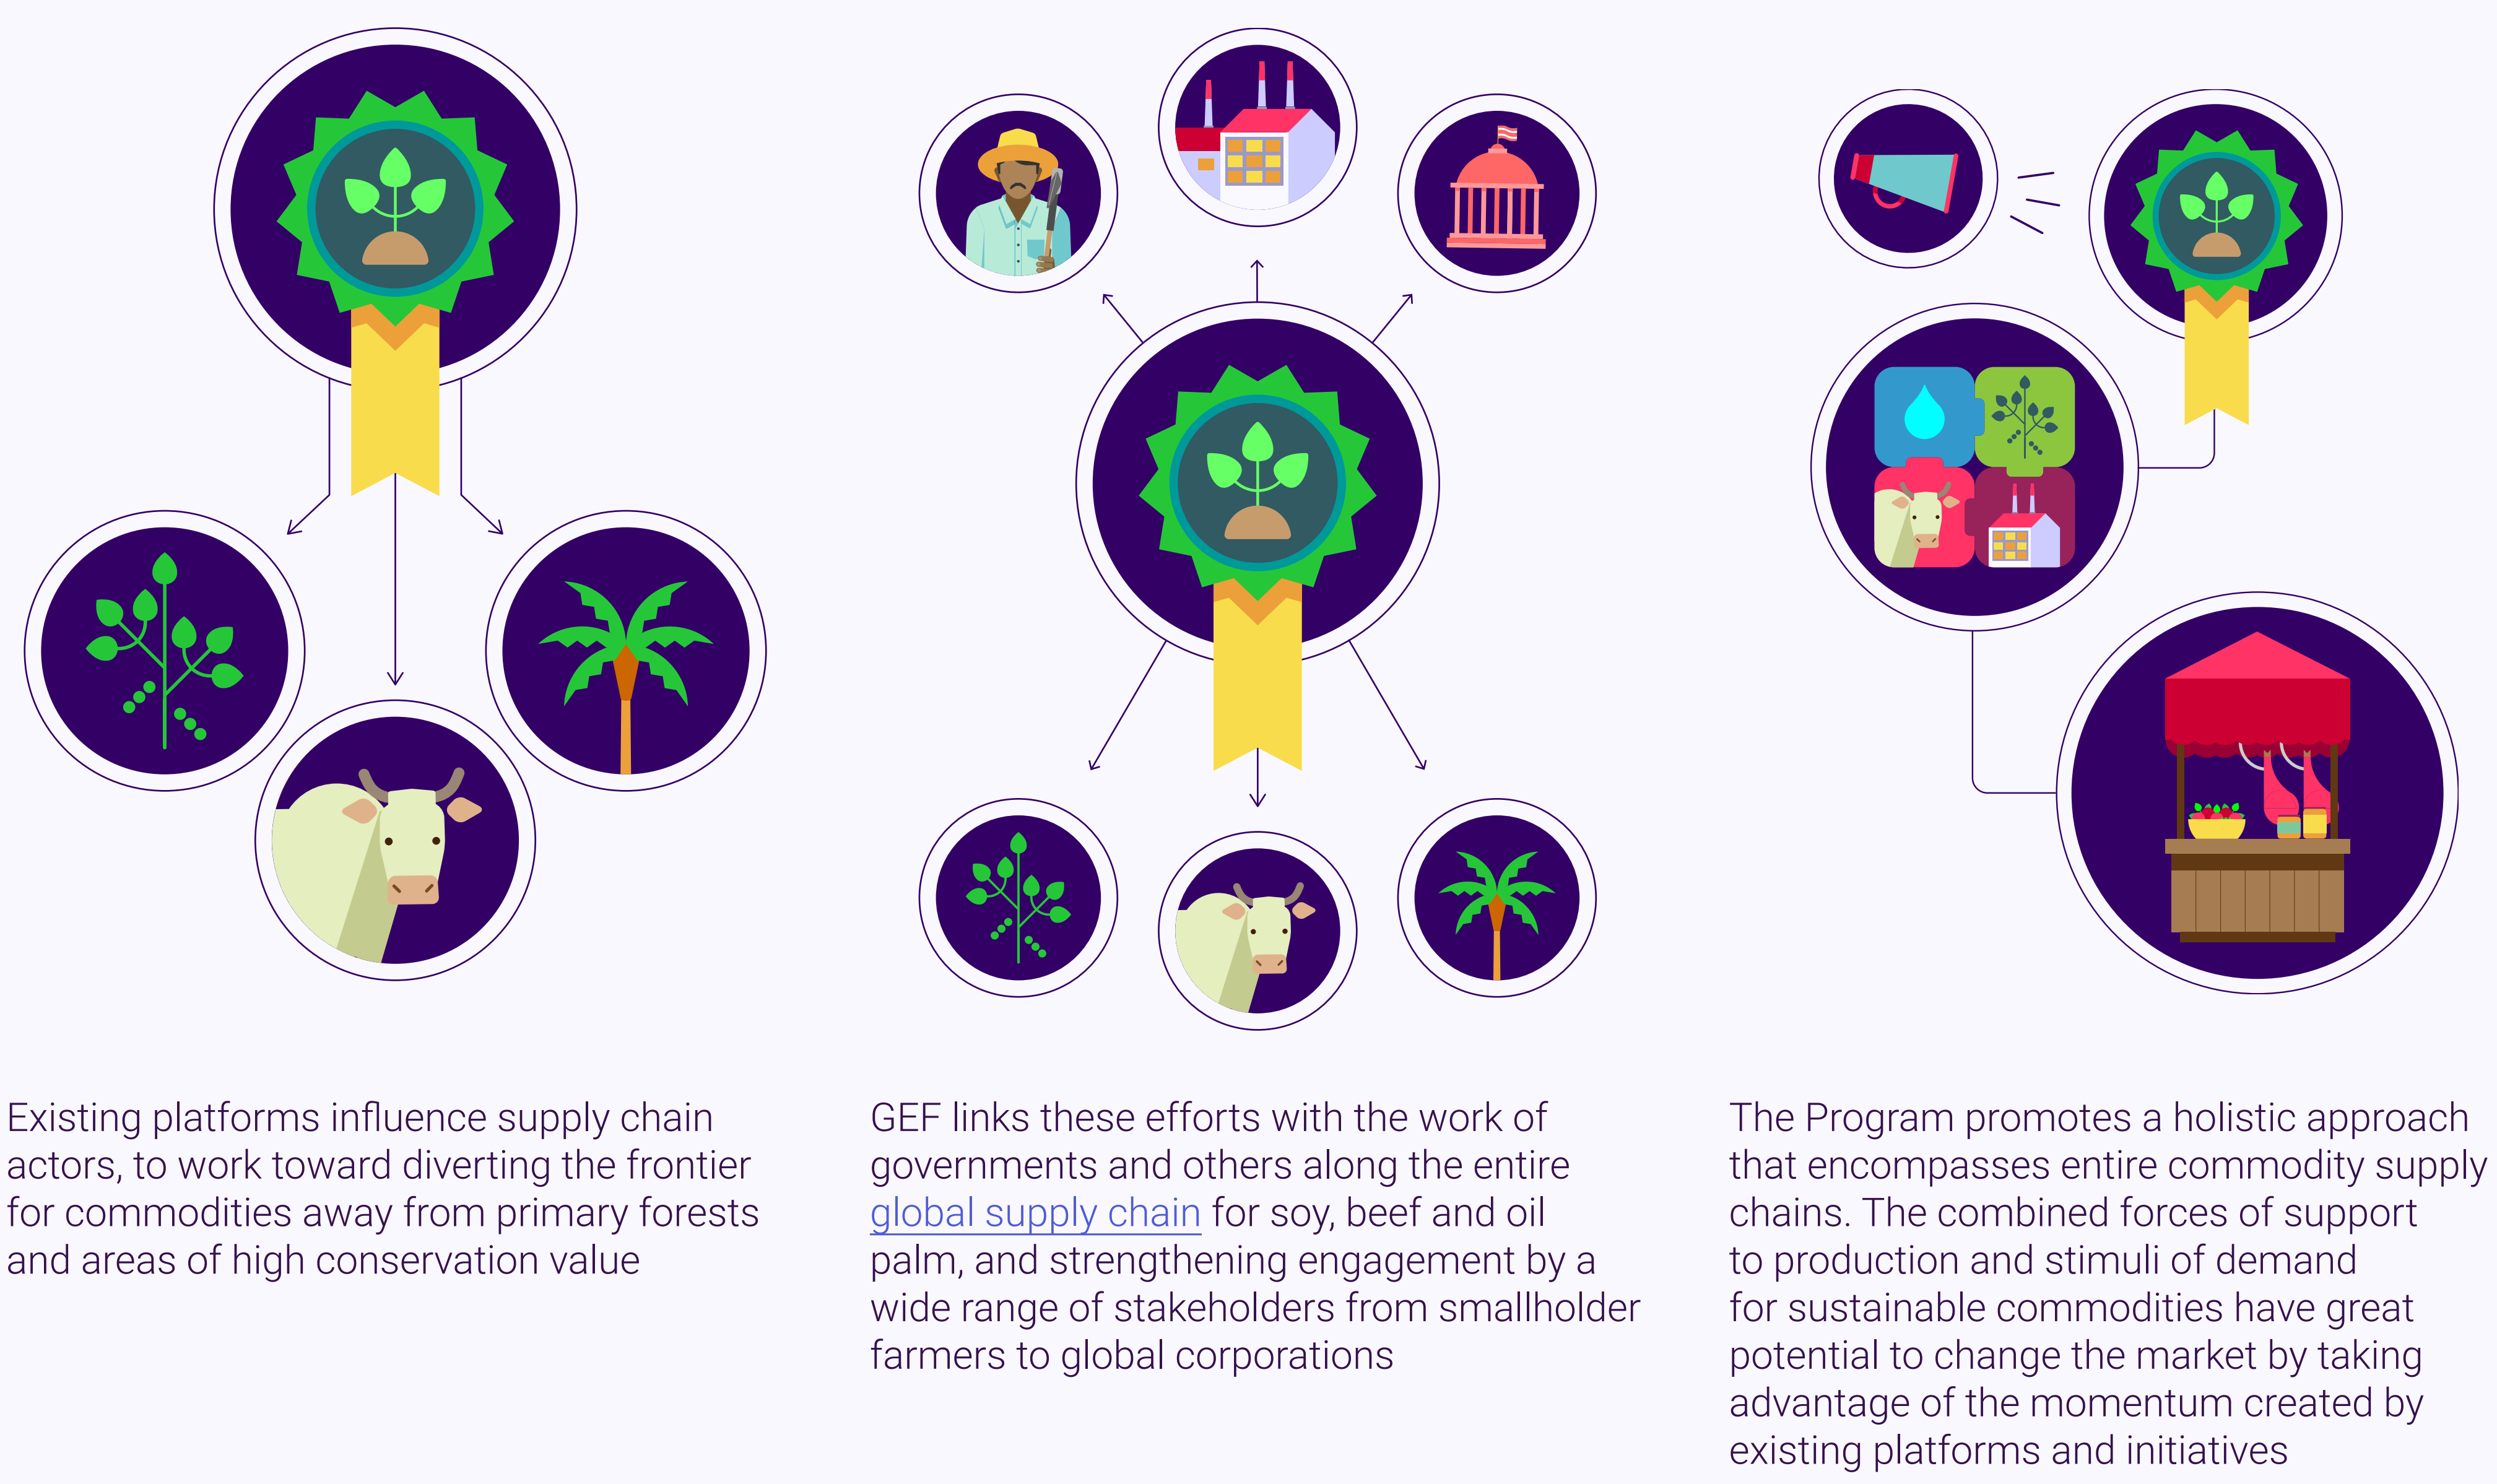 Existing platforms influence supply chain
actors, to work toward diverting the frontier
for commodities away from primary forests
and areas of high conservation value
GEF links these efforts with the work of
governments and others along the entire
global supply chain for soy, beef and oil
palm, and strengthening engagement by a
wide range of stakeholders from smallholder
farmers to global corporations
The Program promotes a holistic approach
that encompasses entire commodity supply
chains. The combined forces of support
to production and stimuli of demand
for sustainable commodities have great
potential to change the market by taking
advantage of the momentum created by
existing platforms and initiatives